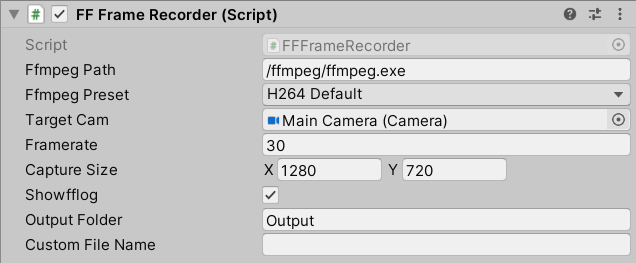 FF Frame Recorder (Script)
Script FFFrameRecorder
Ffmpeg Path /ffmpeg/ffmpeg.exe
Ffmpeg Preset H264 Default
Target Cam Main Camera (Camera)
Framerate 30
Capture Size X 1280 Y 720
Showfflog
Output Folder Output
Custom File Name